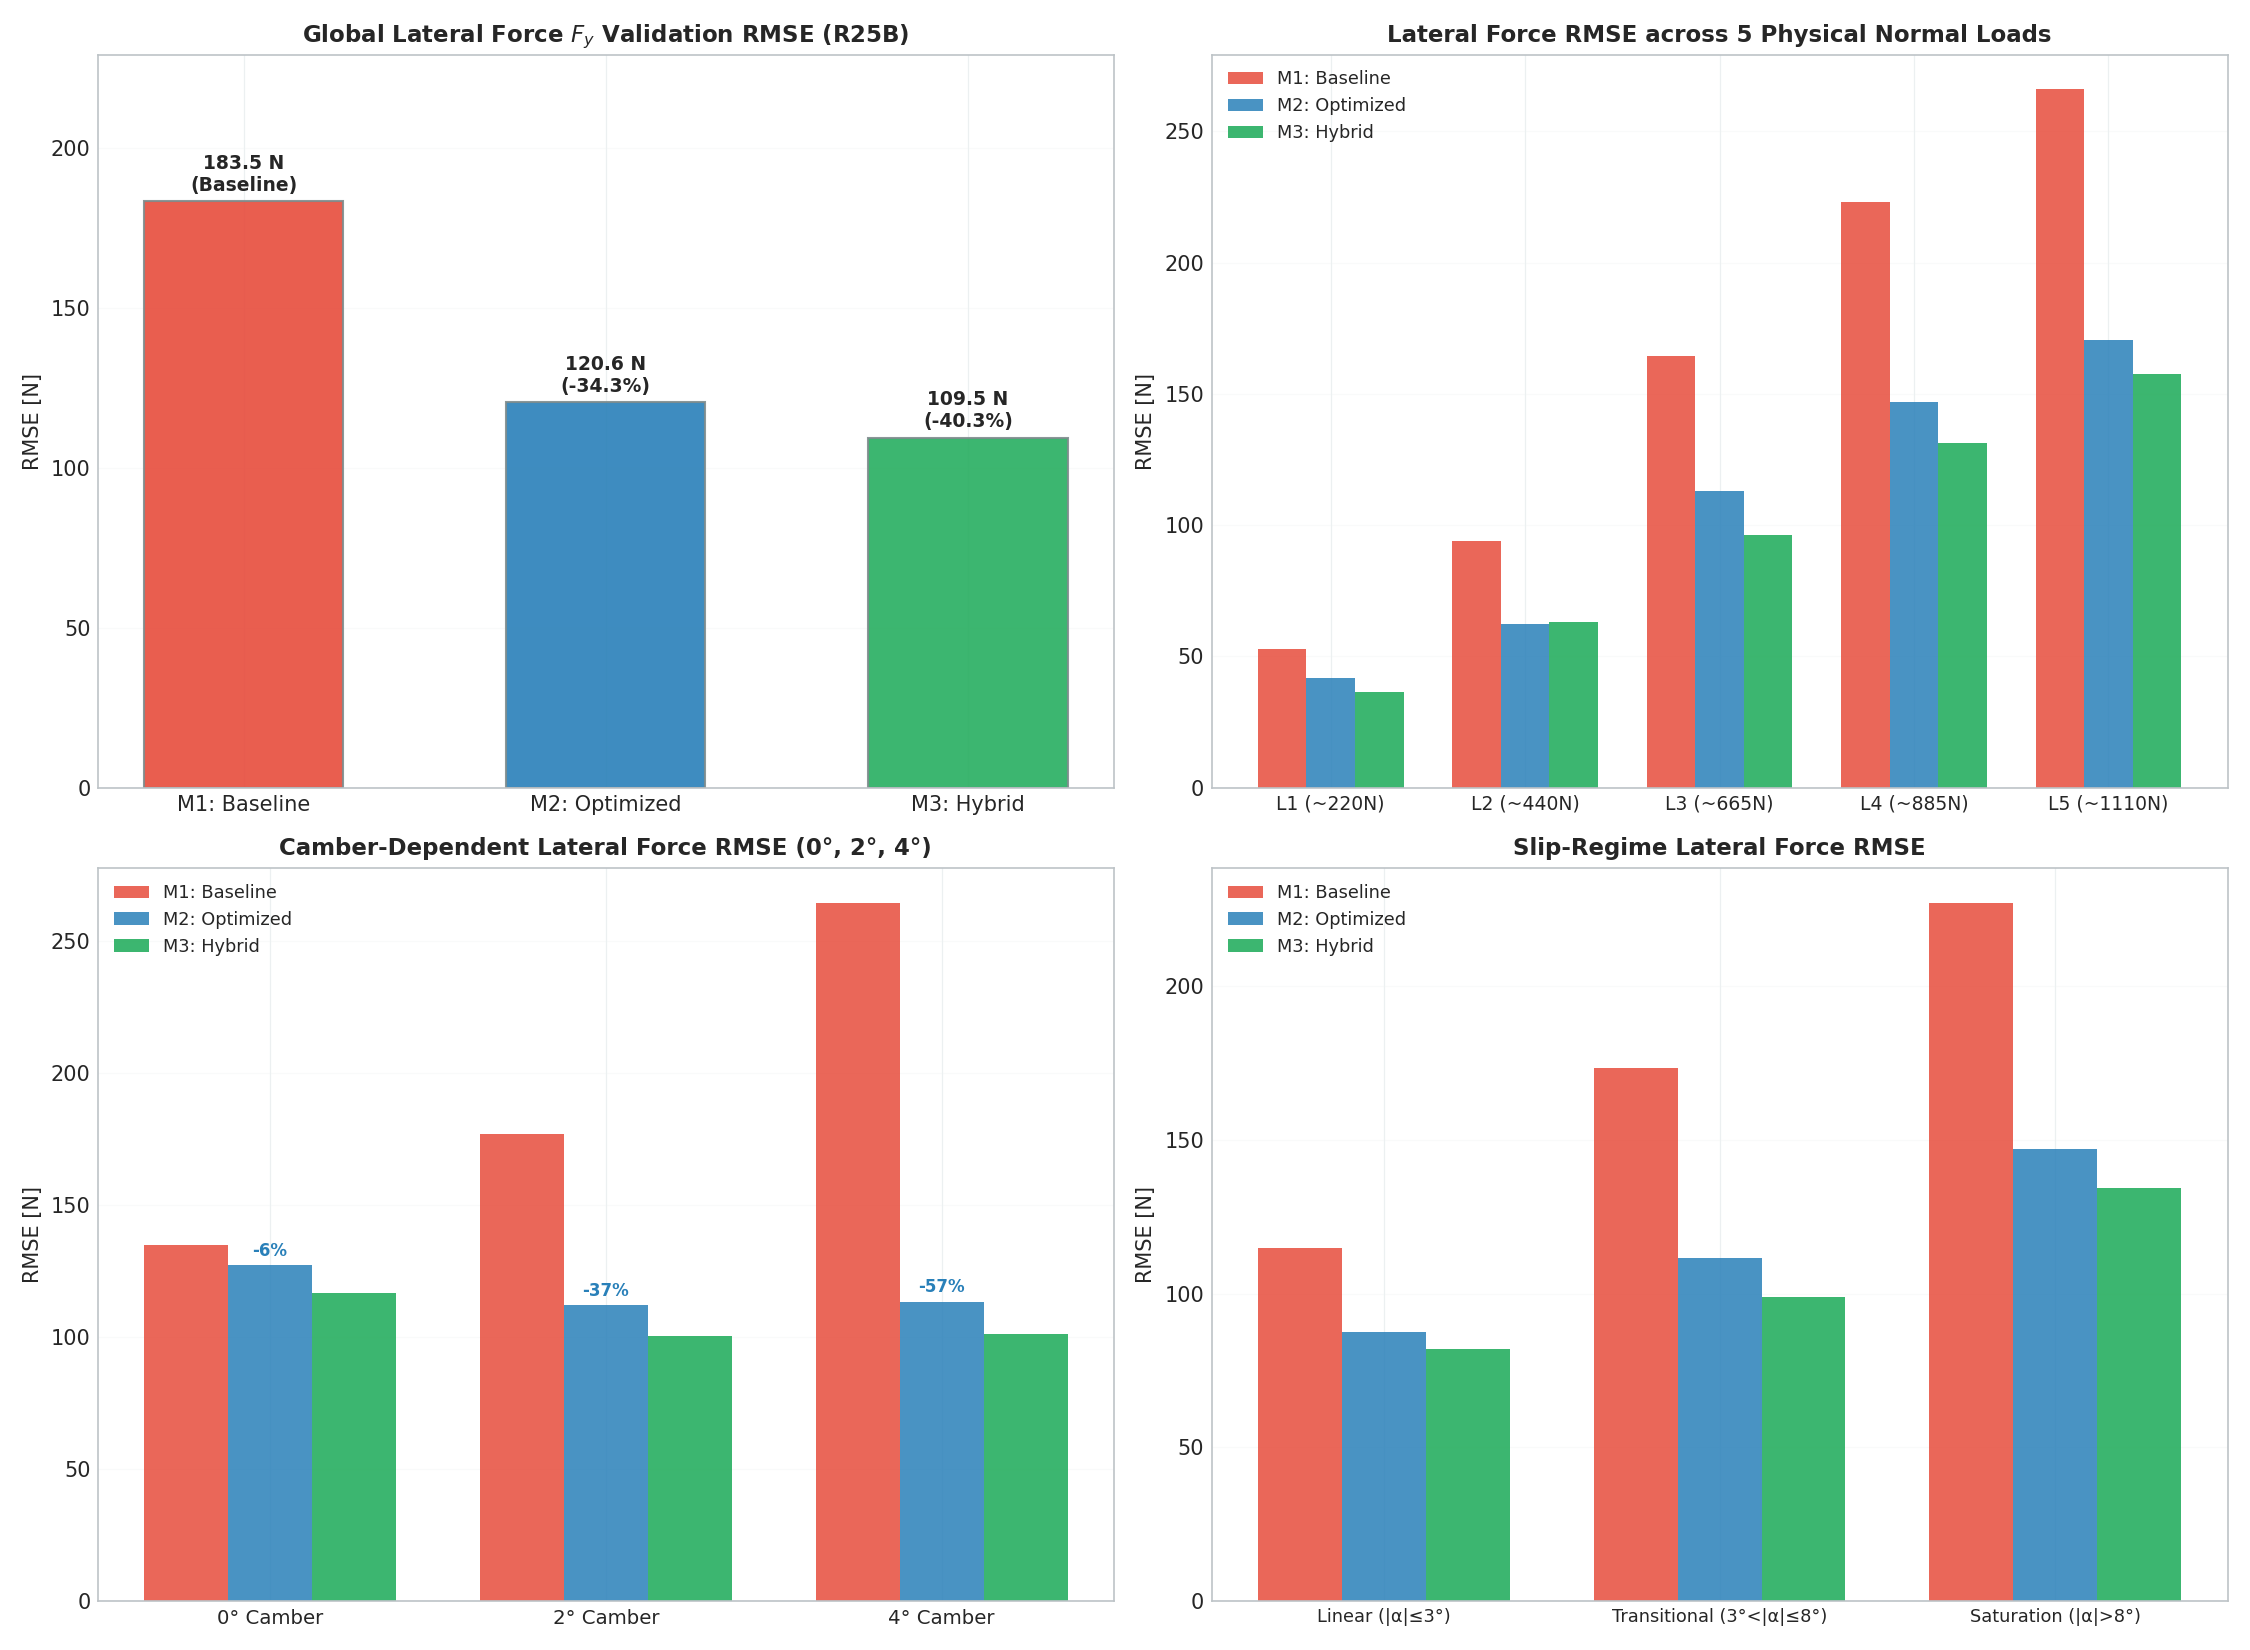 Global Lateral Force Fy Validation RMSE (R25B)
RMSE [N]
200
150
100
50
0
183.5 N
(Baseline)
120.6 N
(-34.3%)
109.5 N
(-40.3%)
M1: Baseline
M2: Optimized
M3: Hybrid
Lateral Force RMSE across 5 Physical Normal Loads
M1: Baseline
M2: Optimized
M3: Hybrid
RMSE [N]
250
200
150
100
50
0
L1 (~220N)
L2 (~440N)
L3 (~665N)
L4 (~885N)
L5 (~1110N)
Camber-Dependent Lateral Force RMSE (0°, 2°, 4°)
M1: Baseline
M2: Optimized
M3: Hybrid
RMSE [N]
250
200
150
100
50
0
-6%
-37%
-57%
0° Camber
2° Camber
4° Camber
Slip-Regime Lateral Force RMSE
M1: Baseline
M2: Optimized
M3: Hybrid
RMSE [N]
200
150
100
50
0
Linear (|α|≤3°)
Transitional (3°<|α|≤8°)
Saturation (|α|>8°)